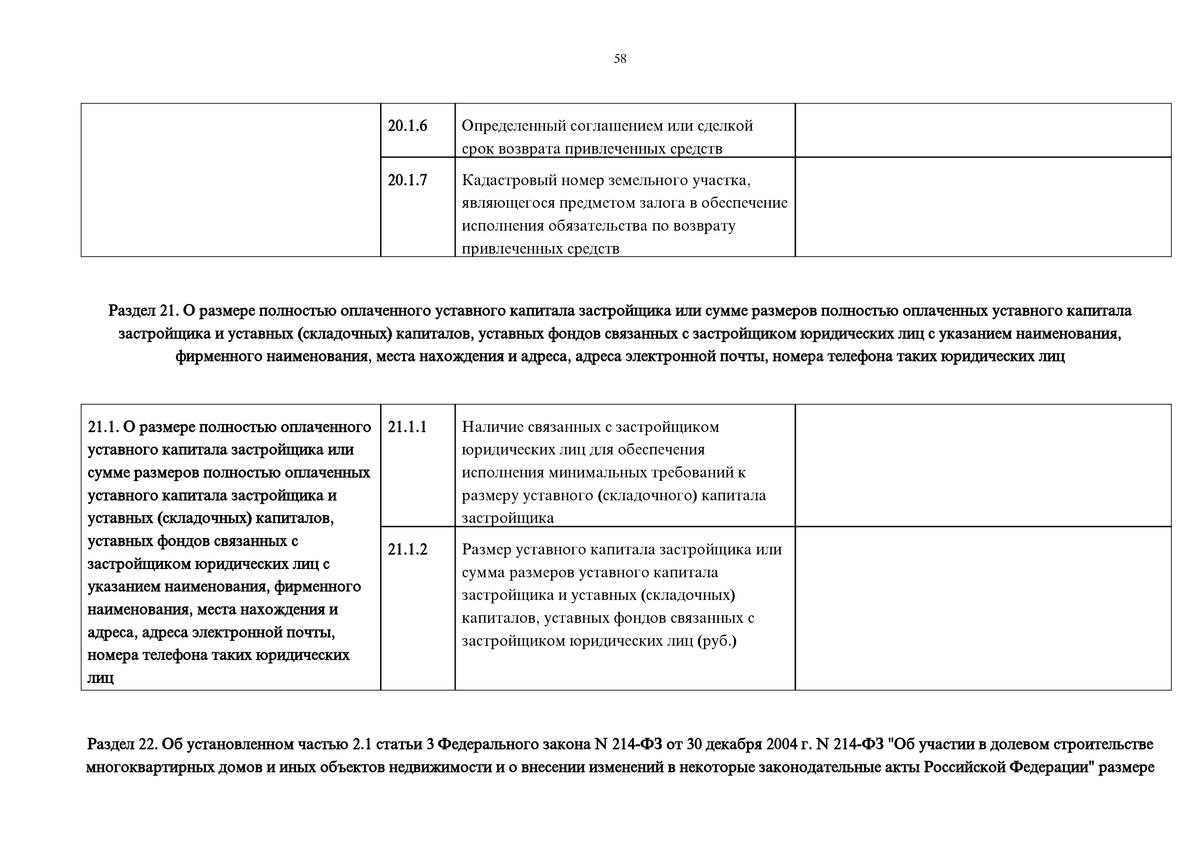 58
20.1.6
Определенный соглашением или сделкой
срок возврата привлеченных средств
20.1.7
Кадастровый номер земельного участка,
являющегося предметом залога в обеспечение
исполнения обязательства по возврату
привлеченных средств
Раздел 21. О размере полностью оплаченного уставного капитала застройщика или сумме размеров полностью оплаченных уставного капитала
застройщика и уставных (складочных) капиталов, уставных фондов связанных с застройщиком юридических лиц с указанием наименования,
фирменного наименования, места нахождения и адреса, адреса электронной почты, номера телефона таких юридических лиц
21.1. О размере полностью оплаченного
уставного капитала застройщика или
сумме размеров полностью оплаченных
уставного капитала застройщика и
уставных (складочных) капиталов,
уставных фондов связанных с
застройщиком юридических лиц с
указанием наименования, фирменного
наименования, места нахождения и
адреса, адреса электронной почты,
номера телефона таких юридических
лиц
21.1.1
Наличие связанных с застройщиком
юридических лиц для обеспечения
исполнения минимальных требований к
размеру уставного (складочного) капитала
застройщика
21.1.2
Размер уставного капитала застройщика или
сумма размеров уставного капитала
застройщика и уставных (складочных)
капиталов, уставных фондов связанных с
застройщиком юридических лиц (руб.)
Раздел 22. Об установленном частью 2.1 статьи 3 Федерального закона N 214-ФЗ от 30 декабря 2004 г. N 214-ФЗ "Об участии в долевом строительстве
многоквартирных домов и иных объектов недвижимости и о внесении изменений в некоторые законодательные акты Российской Федерации" размере